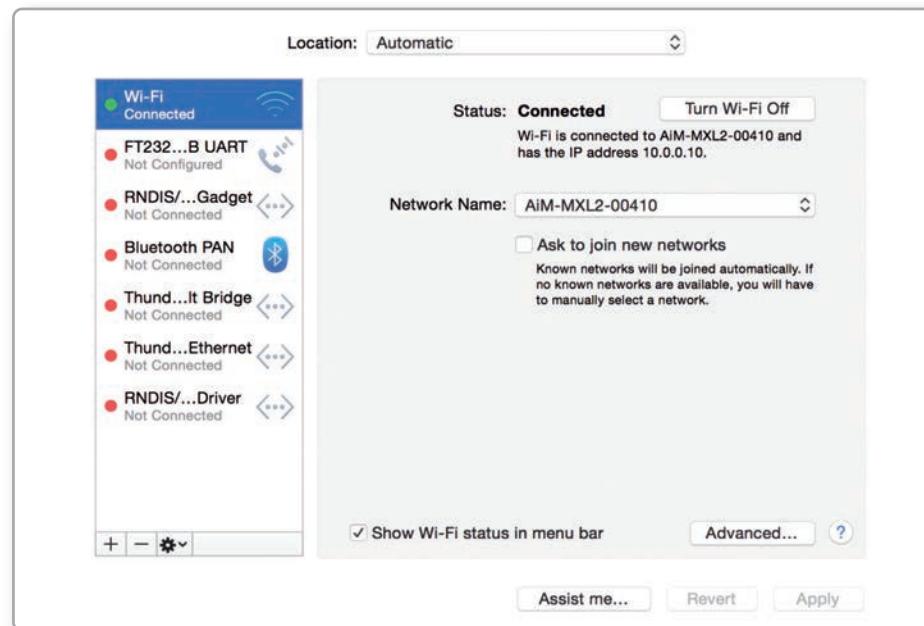 Location: Automatic
Wi-Fi
Connected
FT232...B UART
Not Configured
RNDIS/...Gadget
Not Connected
Bluetooth PAN
Not Connected
Thund...lt Bridge
Not Connected
Thund...Ethernet
Not Connected
RNDIS/...Driver
Not Connected
Status: Connected
Turn Wi-Fi Off
Wi-Fi is connected to AiM-MXL2-00410 and
has the IP address 10.0.0.10.
Network Name: AiM-MXL2-00410
Ask to join new networks
Known networks will be joined automatically. If
no known networks are available, you will have
to manually select a network.
Show Wi-Fi status in menu bar
Advanced...
?
Assist me...
Revert
Apply